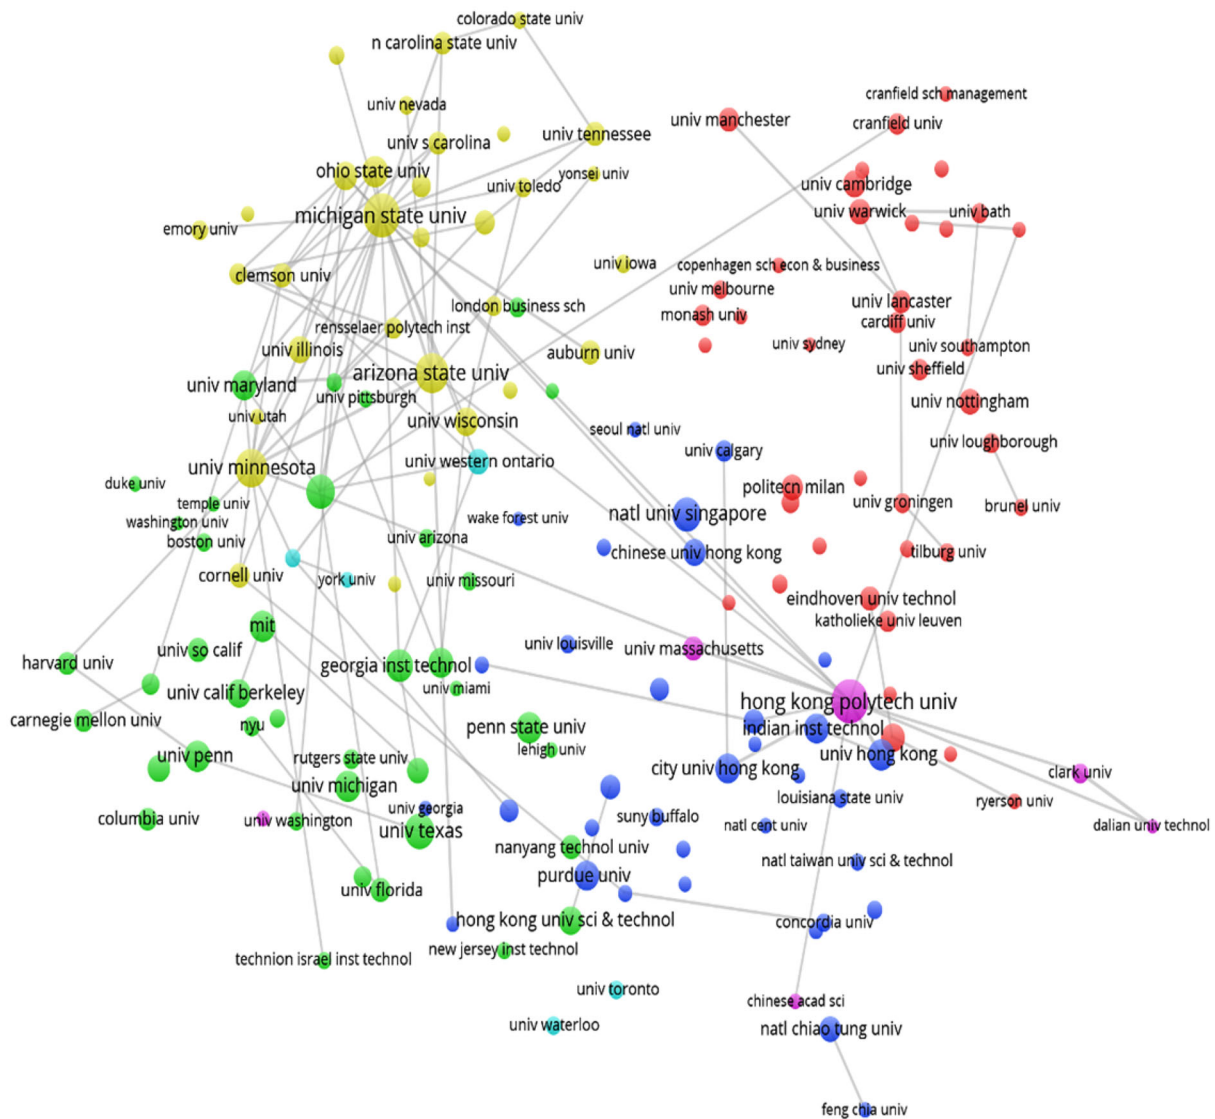 colorado state univ
n carolina state univ
cranfield sch management
univ nevada
univ manchester
cranfield univ
univ tennessee
univ s carolina
ohio state univ
yonsei univ
univ toledo
univ cambridge
michigan state univ
univ warwick
univ bath
emory univ
univ iowa
copenhagen sch econ & business
clemson univ
univ melbourne
univ lancaster
london business sch
monash univ
cardiff univ
rensselaer polytech inst
univ illinois
auburn univ
univ sydney
univ southampton
arizona state univ
univ sheffield
univ maryland
univ pittsburgh
univ nottingham
univ utah
univ wisconsin
seoul natl univ
univ loughborough
univ calgary
univ western ontario
univ minnesota
duke univ
politecn milan
temple univ
univ groningen
brunel univ
natl univ singapore
wake forest univ
washington univ
univ arizona
boston univ
chinese univ hong kong
tilburg univ
cornell univ
york univ
univ missouri
eindhoven univ technol
katholieke univ leuven
mit
univ louisville
univ massachusetts
univ so calif
harvard univ
georgia inst technol
univ miami
univ calif berkeley
hong kong polytech univ
carnegie mellon univ
nyu
penn state univ
indian inst technol
lehigh univ
univ penn
rutgers state univ
univ hong kong
city univ hong kong
clark univ
univ michigan
louisiana state univ
ryerson univ
univ georgia
columbia univ
univ washington
suny buffalo
natl cent univ
dalian univ technol
univ texas
nanyang technol univ
natl taiwan univ sci & technol
purdue univ
univ florida
hong kong univ sci & technol
concordia univ
new jersey inst technol
technion israel inst technol
univ toronto
chinese acad sci
univ waterloo
natl chiao tung univ
feng chia univ